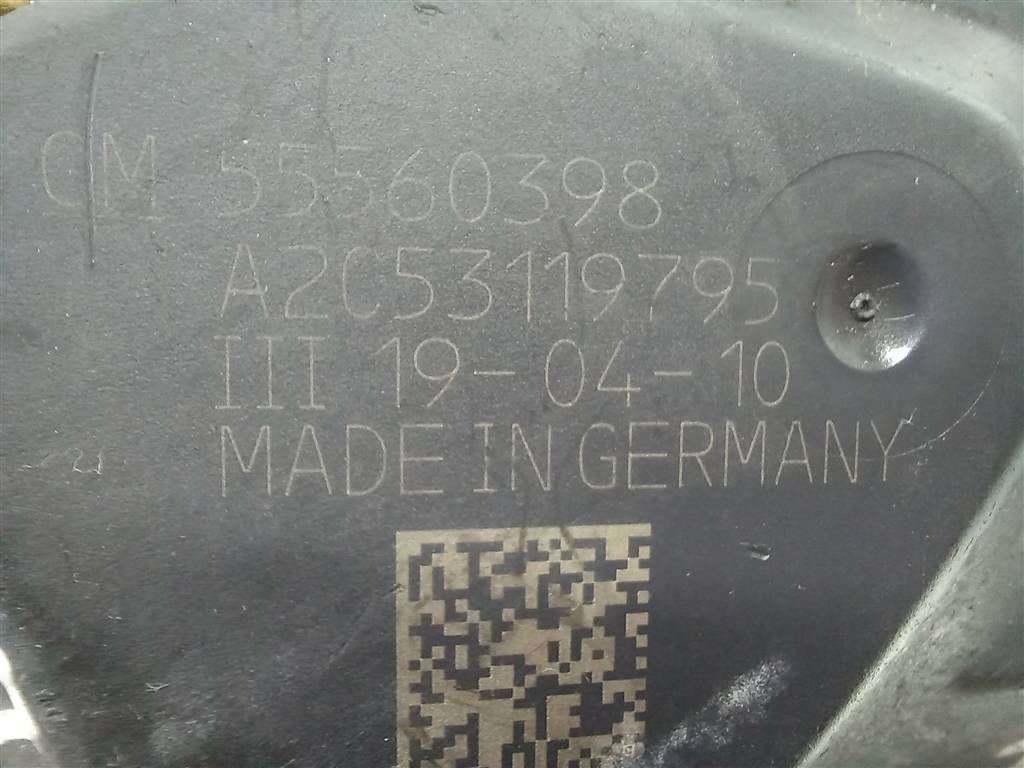 GM 55560398
A2C53119795
III 19-04-10
MADE IN GERMANY